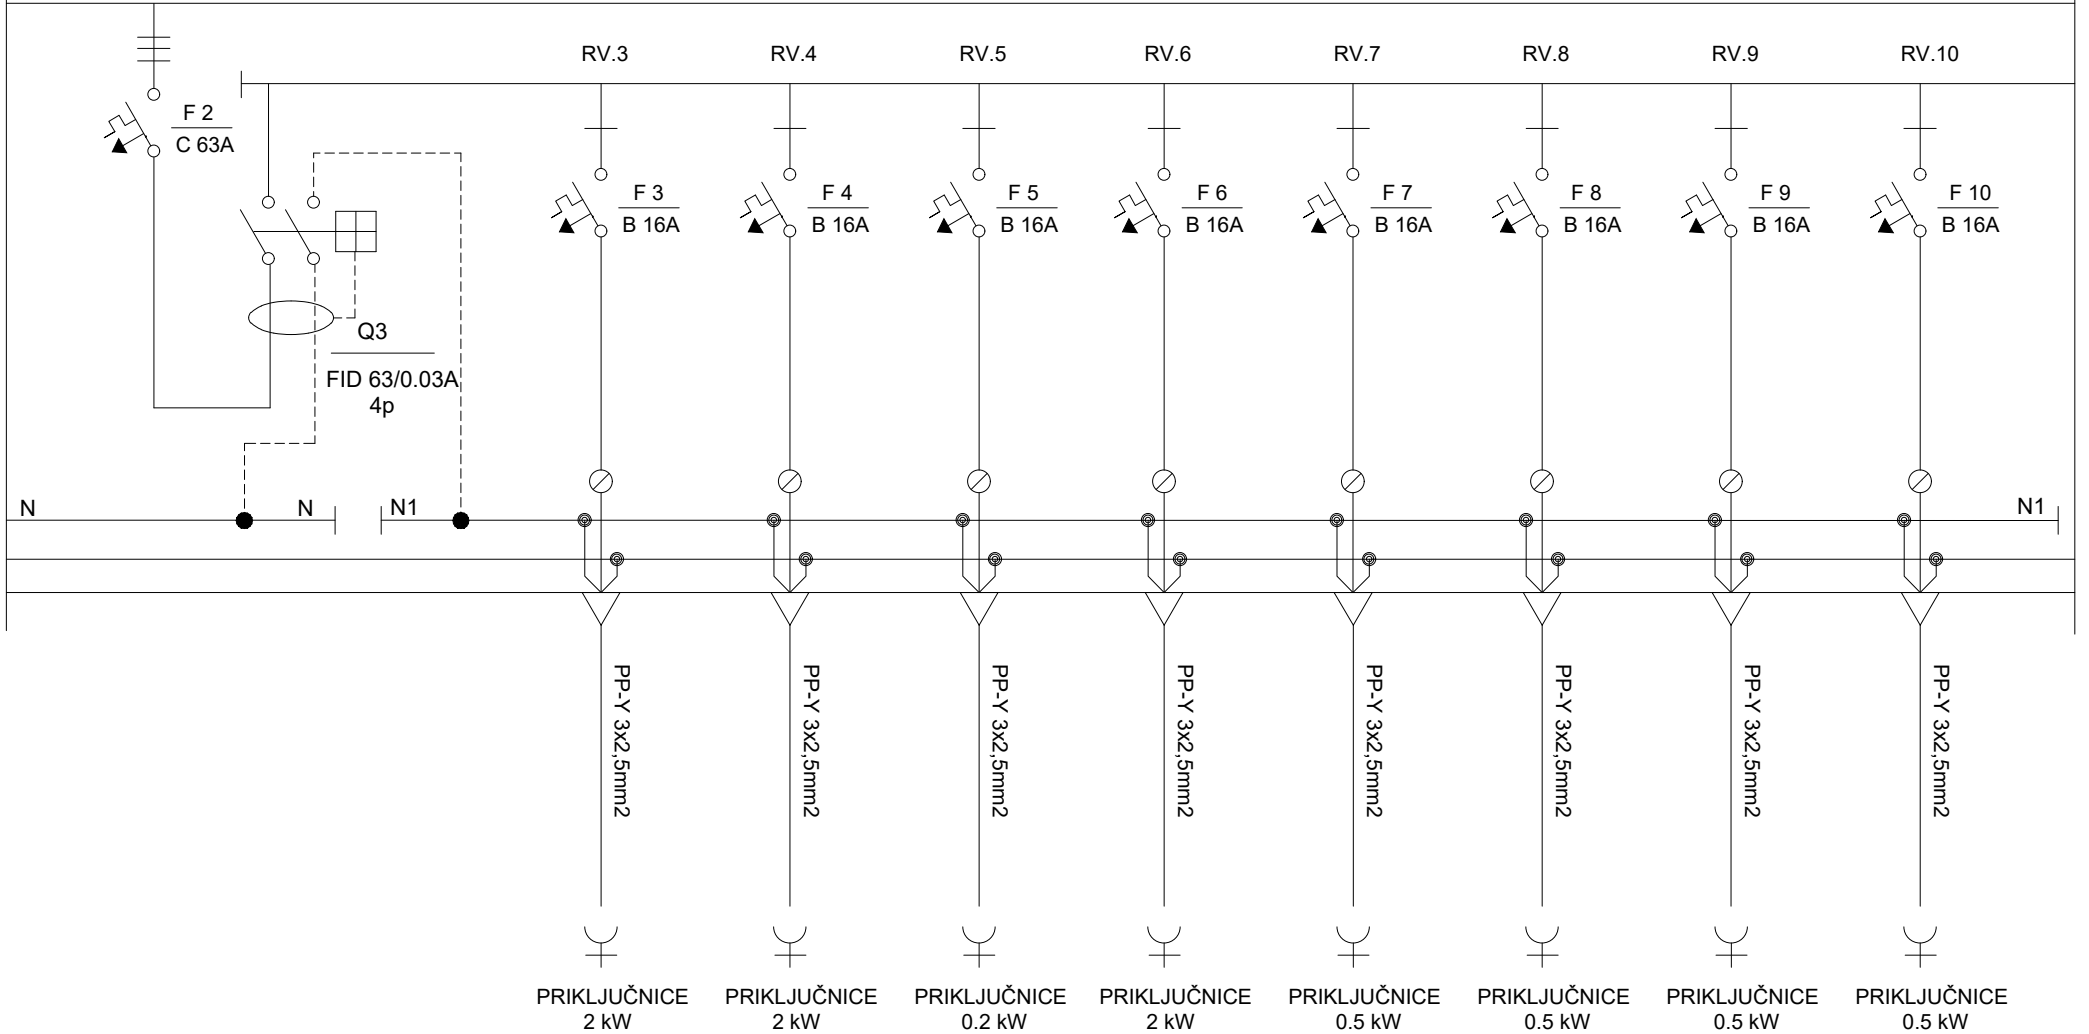 RV.3 RV.4 RV.5 RV.6 RV.7 RV.8 RV.9 RV.10
F 2
C 63A
F 3 F 4 F 5 F 6 F 7 F 8 F 9 F 10
B 16A B 16A B 16A B 16A B 16A B 16A B 16A B 16A
Q3
FID 63/0.03A
4p
N N N1 N1
PP-Y 3x2,5mm2
PP-Y 3x2,5mm2
PP-Y 3x2,5mm2
PP-Y 3x2,5mm2
PP-Y 3x2,5mm2
PP-Y 3x2,5mm2
PP-Y 3x2,5mm2
PP-Y 3x2,5mm2
PRIKLJUČNICE PRIKLJUČNICE PRIKLJUČNICE PRIKLJUČNICE PRIKLJUČNICE PRIKLJUČNICE PRIKLJUČNICE PRIKLJUČNICE
2 kW 2 kW 0.2 kW 2 kW 0.5 kW 0.5 kW 0.5 kW 0.5 kW